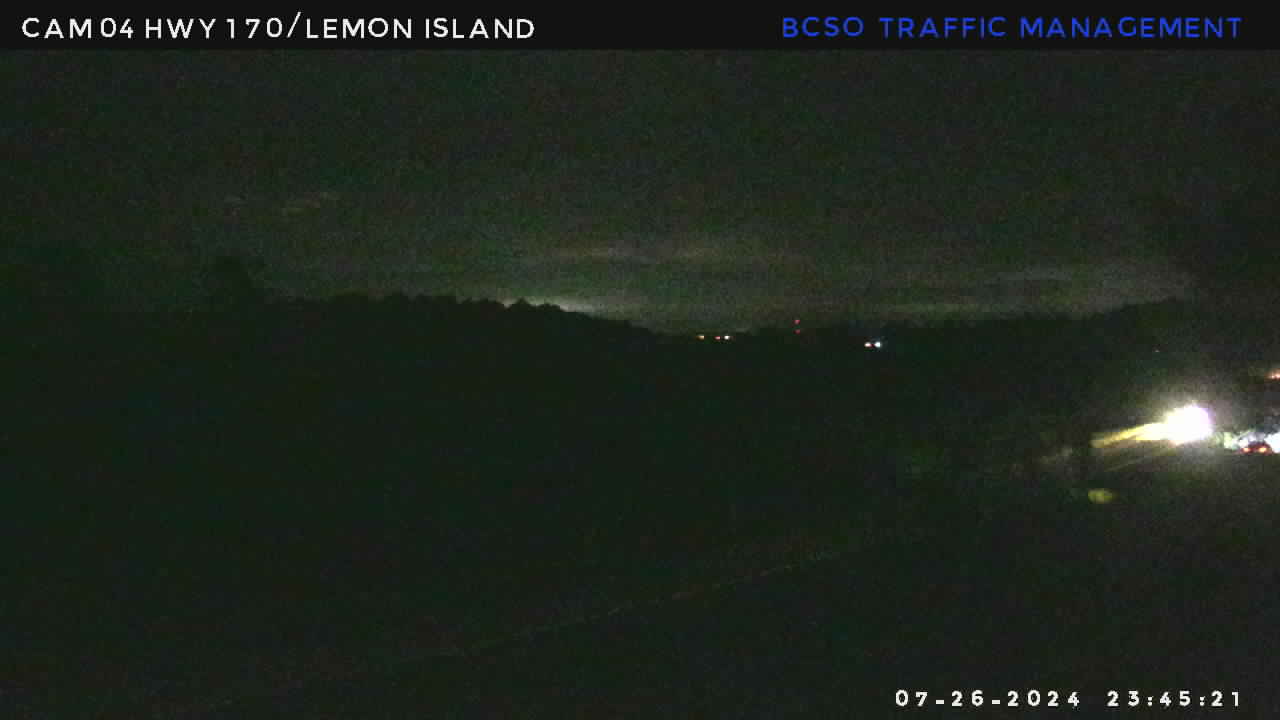 CAM04 HWY 170/LEMON ISLAND
BCSO TRAFFIC MANAGEMENT
07-26-2024 23:45:21